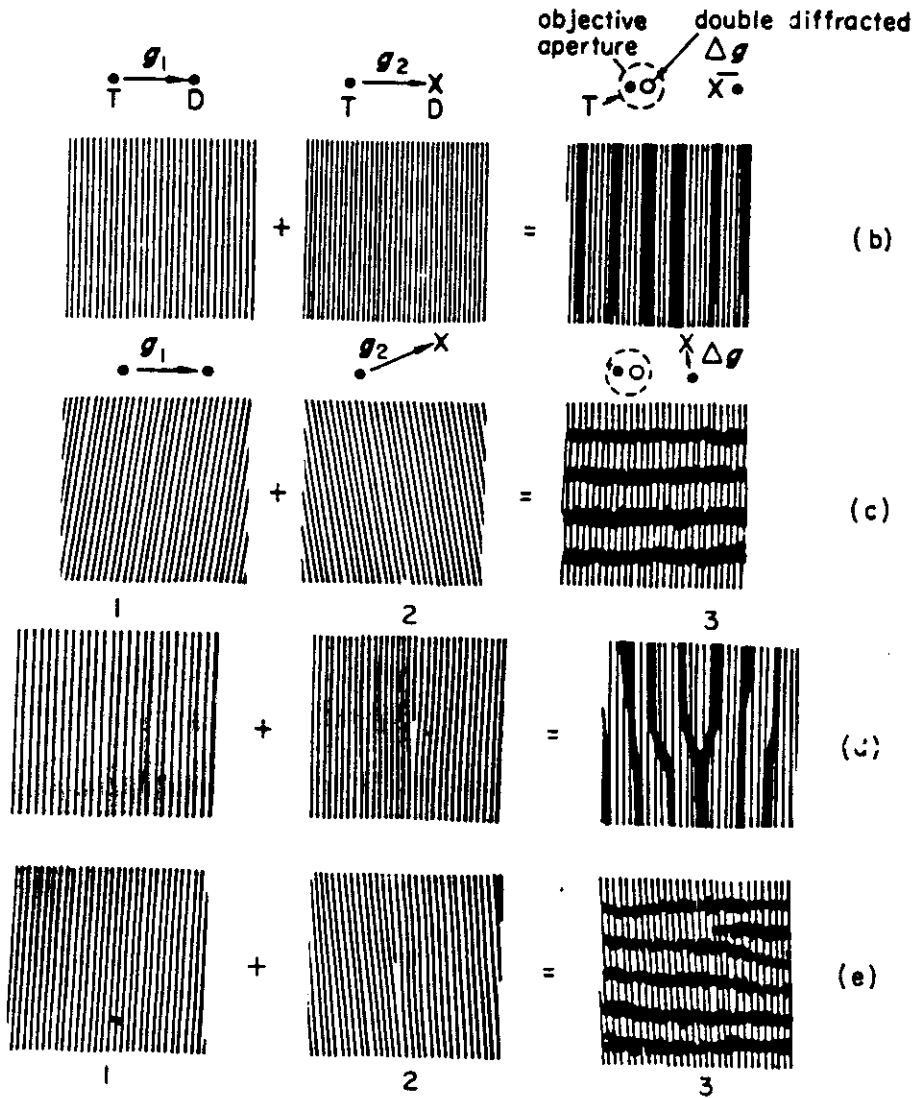 objective double diffracted
aperture Δg
g1 g2
T D T X D T X
+ = (b)
g1 g2 X X Δg
+ = (c)
1 2 3
+ = (d)
+ = (e)
1 2 3